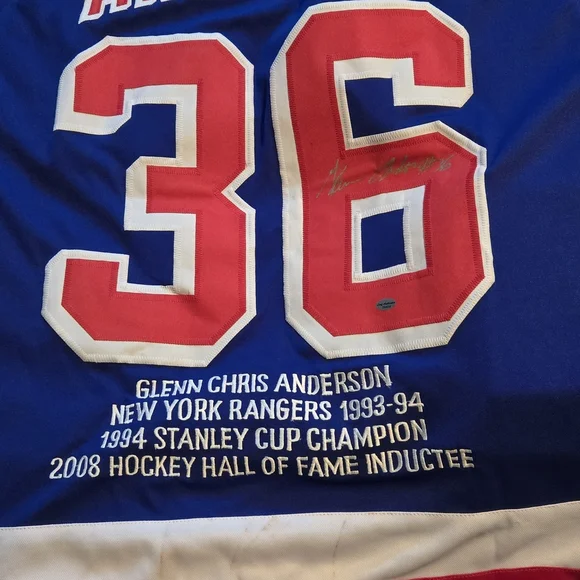 36
GLENN CHRIS ANDERSON
NEW YORK RANGERS 1993-94
1994 STANLEY CUP CHAMPION
2008 HOCKEY HALL OF FAME INDUCTEE